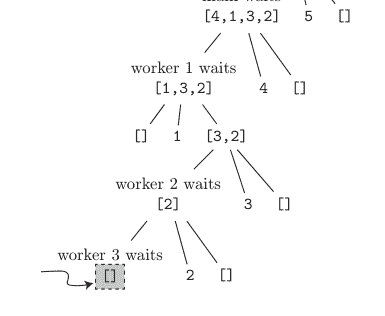 [4,1,3,2] 5 []
worker 1 waits
[1,3,2] 4 []
[] 1 [3,2]
worker 2 waits
[2] 3 []
worker 3 waits
[] 2 []